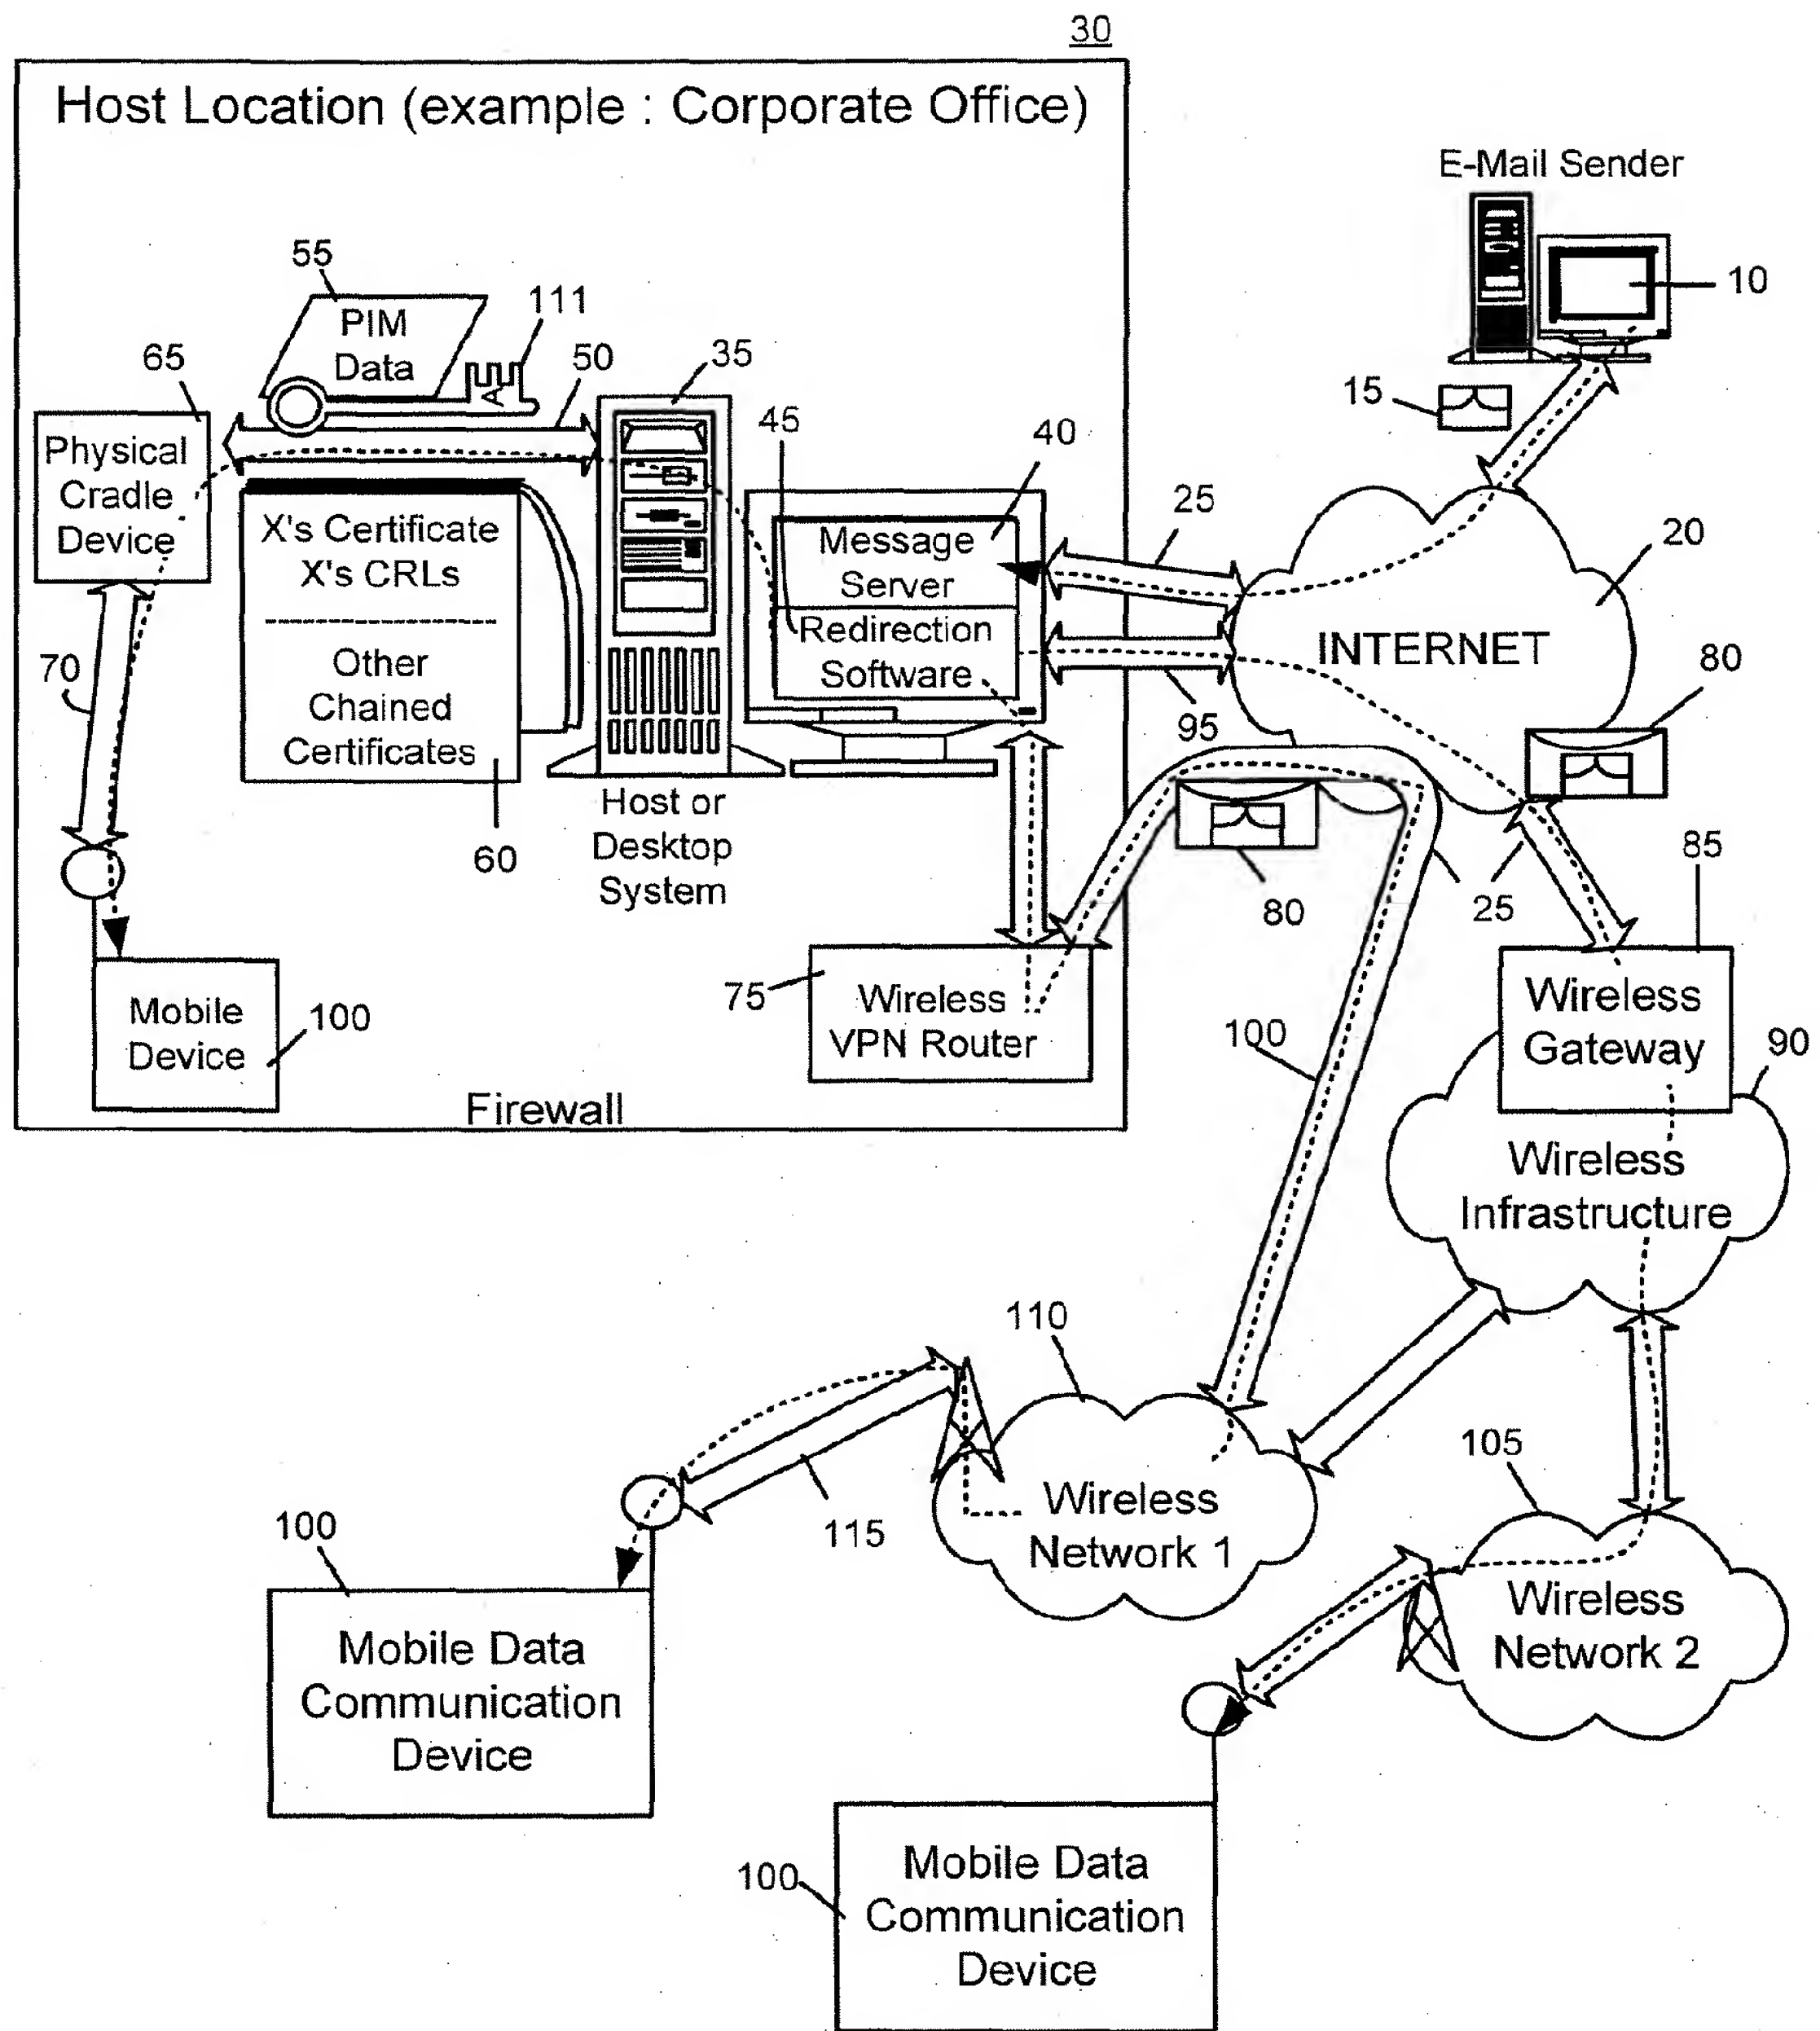 30
Host Location (example : Corporate Office)
E-Mail Sender
10
15
55
PIM
Data
111
A
65
50
35
45
40
Physical
Cradle
Device
X's Certificate
X's CRLs
Other
Chained
Certificates
60
70
Message
Server
Redirection
Software
25
20
INTERNET
95
80
Host or
Desktop
System
80
25
85
Mobile
Device
100
75
Wireless
VPN Router
Firewall
100
Wireless
Gateway
90
Wireless
Infrastructure
110
105
Wireless
Network 1
115
100
Mobile Data
Communication
Device
Wireless
Network 2
100
Mobile Data
Communication
Device